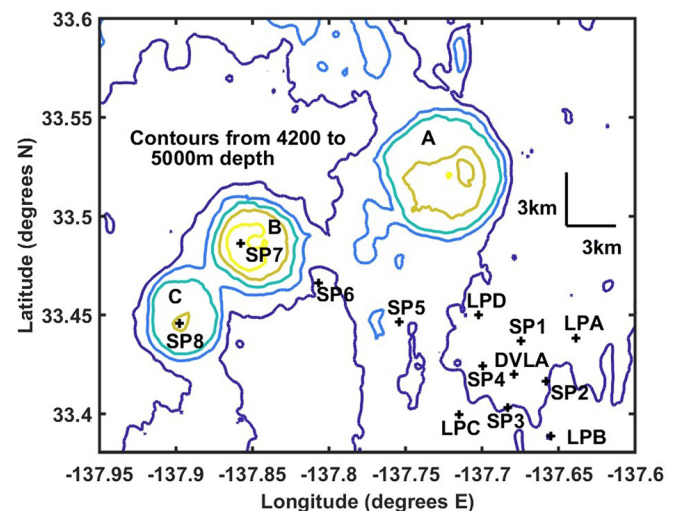 33.6
33.55
33.5
33.45
33.4
Latitude (degrees N)
Contours from 4200 to
5000m depth
A
B
C
SP7
SP8
SP6
SP5
LPD
SP1
LPA
DVLA
SP4
SP2
SP3
LPC
LPB
3km
3km
-137.95
-137.9
-137.85
-137.8
-137.75
-137.7
-137.65
-137.6
Longitude (degrees E)